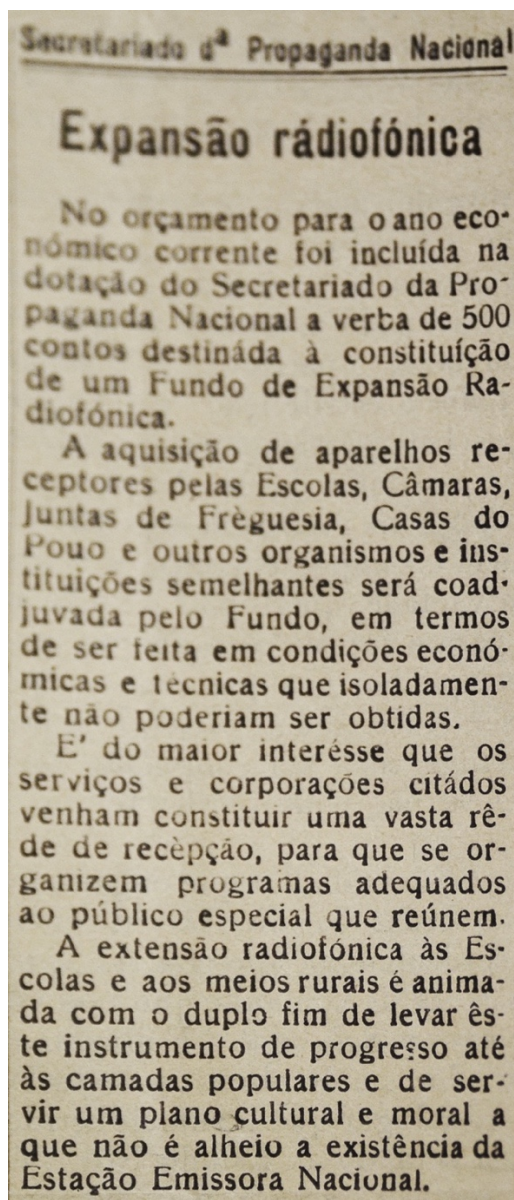 Secretariado dª Propaganda Nacional
Expansão rádiofónica
No orçamento para o ano eco-
nómico corrente foi incluída na
dotação do Secretariado da Pro-
paganda Nacional a verba de 500
contos destináda à constituíção
de um Fundo de Expansão Ra-
diofónica.
A aquisição de aparelhos re-
ceptores pelas Escolas, Câmaras,
Juntas de Frèguesia, Casas do
Pouo e outros organismos e ins-
tituições semelhantes será coad-
juvada pelo Fundo, em termos
de ser feita em condições econó-
micas e técnicas que isoladamen-
te não poderiam ser obtidas.
E' do maior interésse que os
serviços e corporações citádos
venham constituir uma vasta rê-
de de recèpção, para que se or-
ganizem programas adequados
ao público especial que reúnem.
A extensão radiofónica às Es-
colas e aos meios rurais é anima-
da com o duplo fim de levar ês-
te instrumento de progresso até
às camadas populares e de ser-
vir um plano cultural e moral a
que não é alheio a existência da
Estação Emissora Nacional.